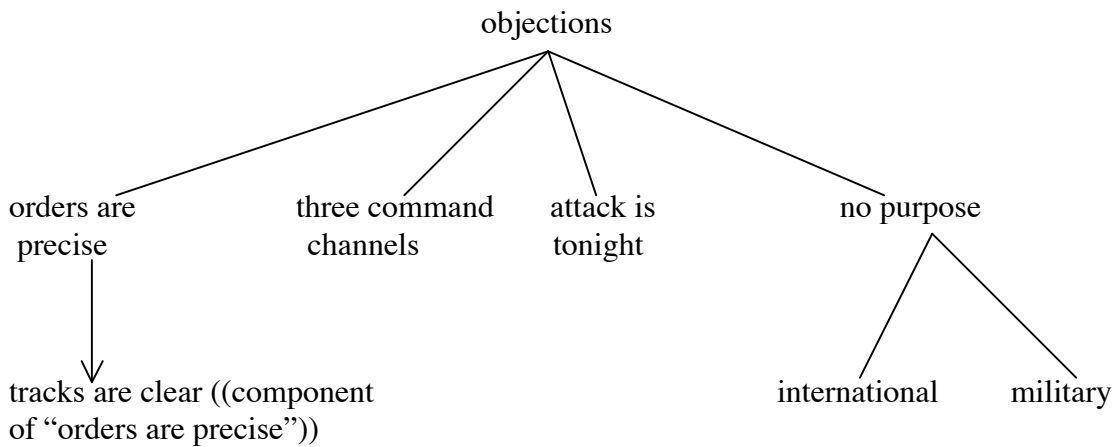 objections
orders are
precise
three command
channels
attack is
tonight
no purpose
tracks are clear ((component
of “orders are precise”))
international
military